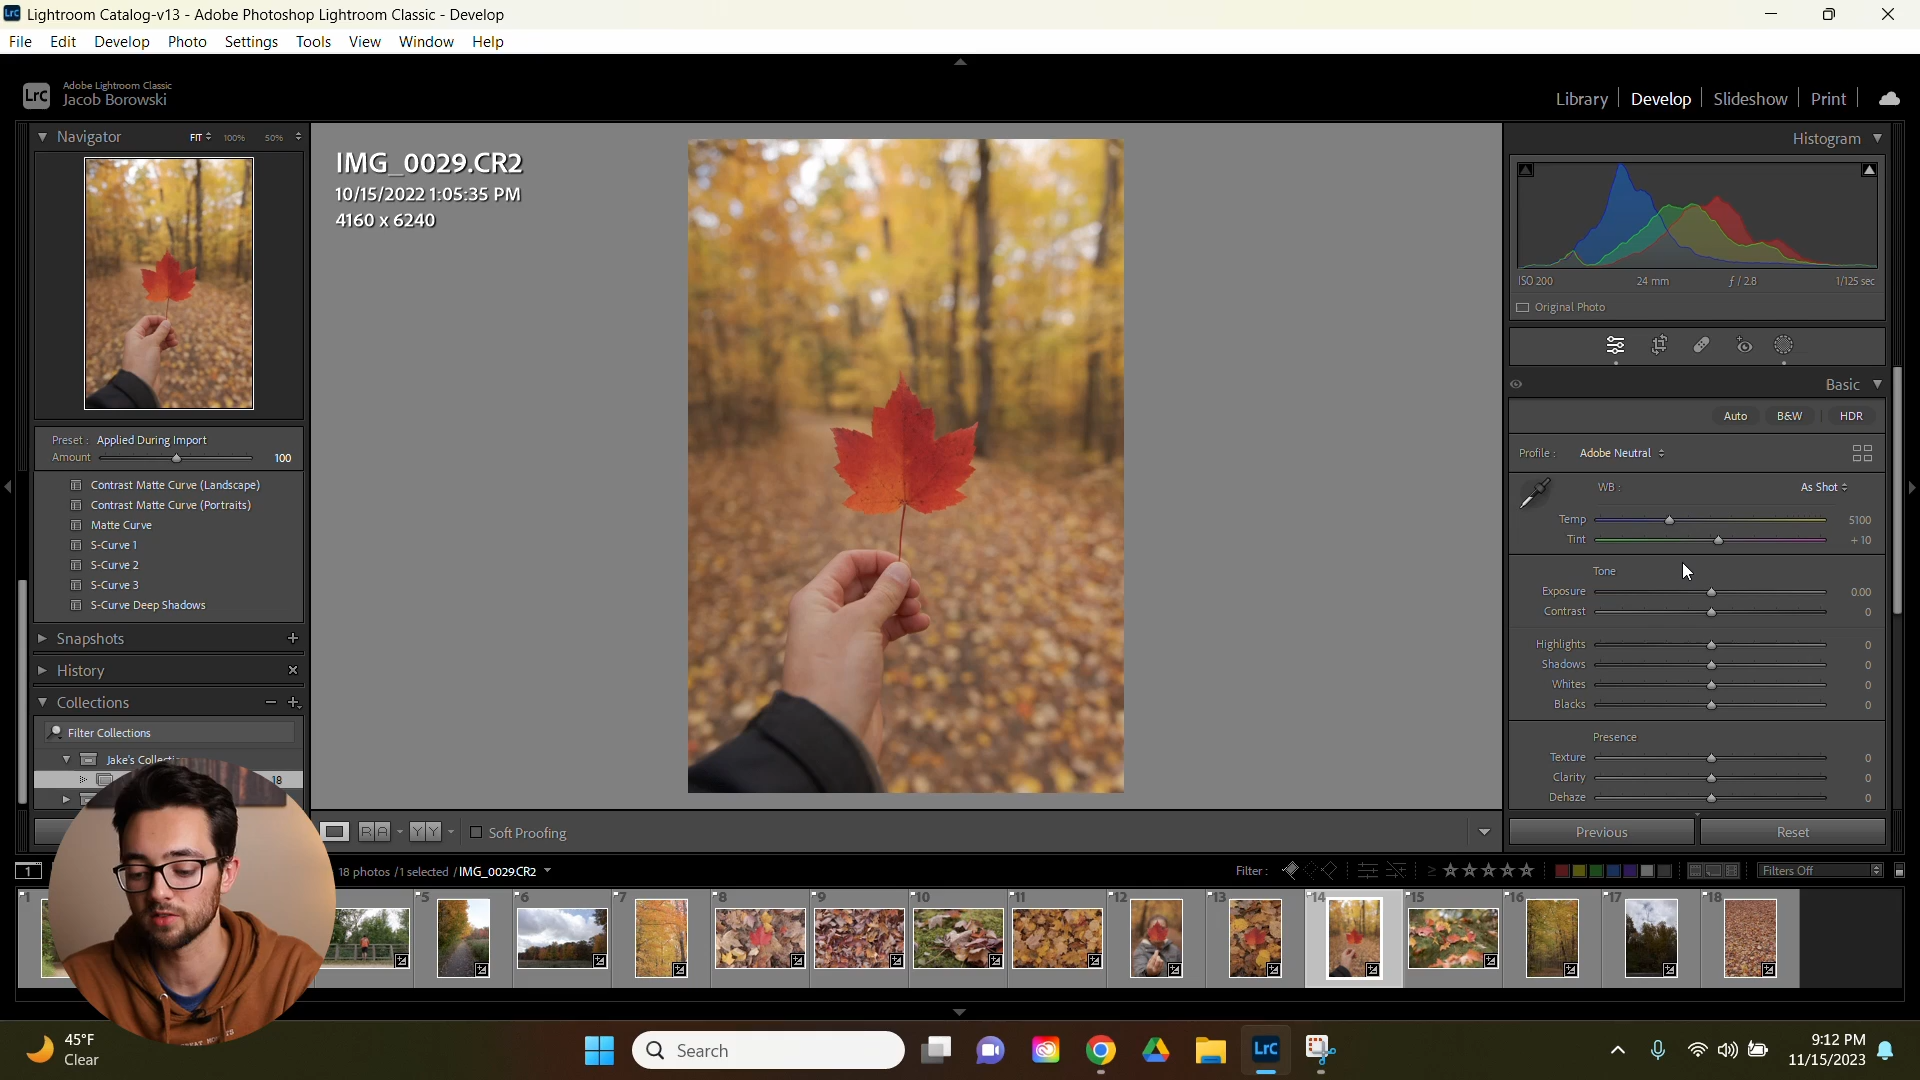 Lightroom Catalog-v13 - Adobe Photoshop Lightroom Classic - Develop
File Edit Develop Photo Settings Tools View Window Help
LrC
Adobe Lightroom Classic
Jacob Borowski
Library Develop Slideshow Print
Navigator FIT 100% 50%
Preset : Applied During Import
Amount 100
Contrast Matte Curve (Landscape)
Contrast Matte Curve (Portraits)
Matte Curve
S-Curve 1
S-Curve 2
S-Curve 3
S-Curve Deep Shadows
Snapshots
History
Collections
Filter Collections
Jake's
18
IMG_0029.CR2
10/15/2022 1:05:35 PM
4160 x 6240
Histogram
ISO 200 24 mm ƒ / 2.8 1/125 sec
Original Photo
Basic
Auto B&W HDR
Profile : Adobe Neutral
WB : As Shot
Temp 5100
Tint + 10
Tone
Exposure 0.00
Contrast 0
Highlights 0
Shadows 0
Whites 0
Blacks 0
Presence
Texture 0
Clarity 0
Dehaze 0
Previous Reset
R A Y Y Soft Proofing
1 18 photos / 1 selected / IMG_0029.CR2 Filter : ≥ Filters Off
1 5 6 7 8 9 10 11 12 13 14 15 16 17 18
45°F
Clear
Search
LrC
9:12 PM
11/15/2023